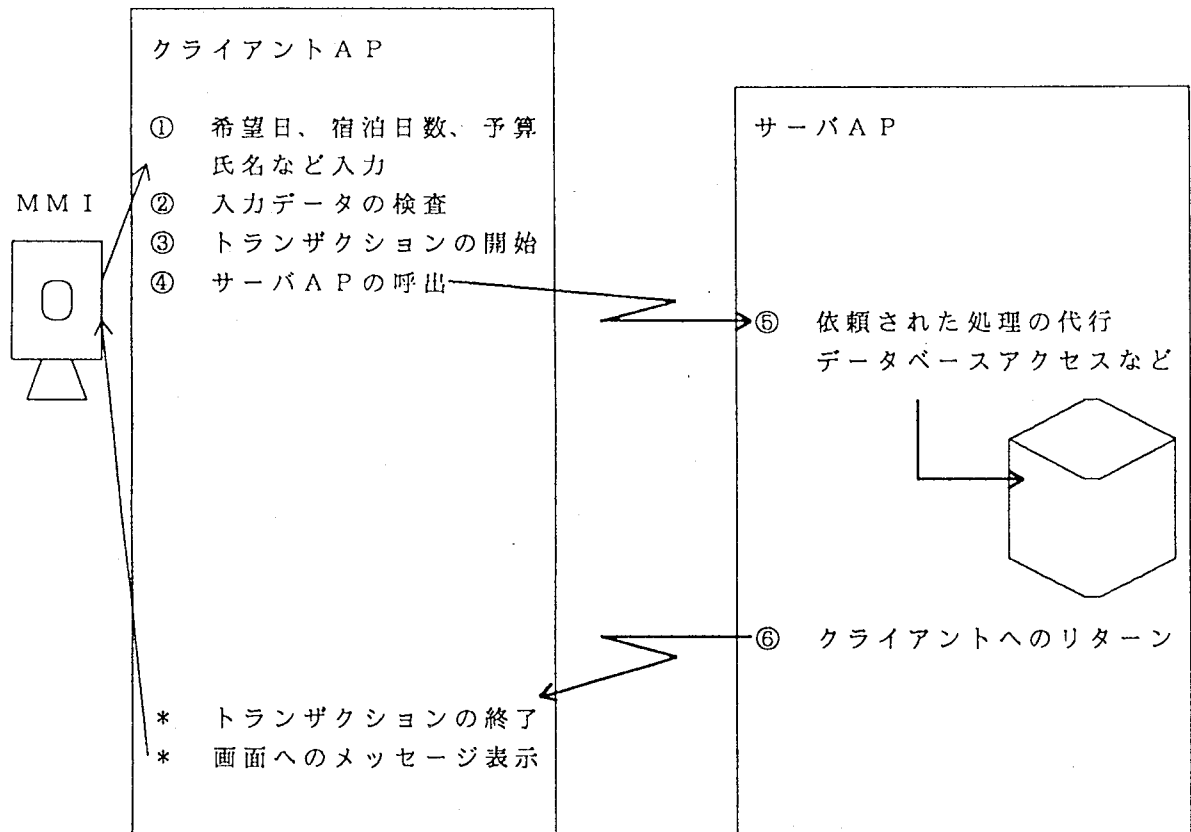 クライアントAP
① 希望日、宿泊日数、予算
氏名など入力
② 入力データの検査
③ トランザクションの開始
④ サーバAPの呼出
* トランザクションの終了
* 画面へのメッセージ表示
MMI
サーバAP
⑤ 依頼された処理の代行
データベースアクセスなど
⑥ クライアントへのリターン